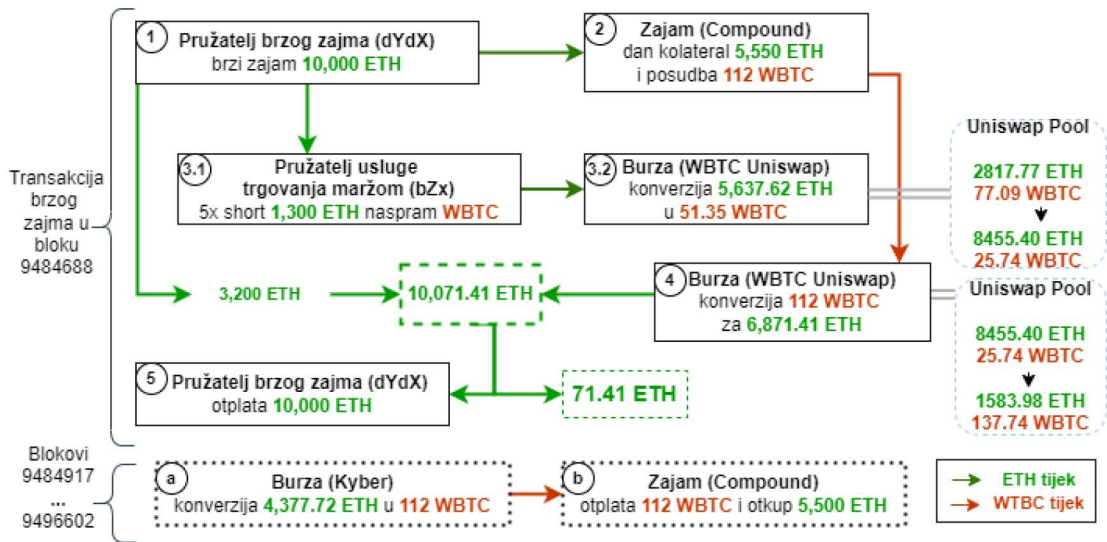 1
Pružatelj brzog zajma (dYdX)
brzi zajam 10,000 ETH
2
Zajam (Compound)
dan kolateral 5,550 ETH
i posudba 112 WBTC
3.1
Pružatelj usluge
trgovanja maržom (bZx)
5x short 1,300 ETH naspram WBTC
3.2
Burza (WBTC Uniswap)
konverzija 5,637.62 ETH
u 51.35 WBTC
Uniswap Pool
2817.77 ETH
77.09 WBTC
8455.40 ETH
25.74 WBTC
Transakcija
brzog
zajma u
bloku
9484688
3,200 ETH
10,071.41 ETH
4
Burza (WBTC Uniswap)
konverzija 112 WBTC
za 6,871.41 ETH
Uniswap Pool
8455.40 ETH
25.74 WBTC
1583.98 ETH
137.74 WBTC
5
Pružatelj brzog zajma (dYdX)
otplata 10,000 ETH
71.41 ETH
Blokovi
9484917
...
9496602
a
Burza (Kyber)
konverzija 4,377.72 ETH u 112 WBTC
b
Zajam (Compound)
otplata 112 WBTC i otkup 5,500 ETH
ETH tijek
WTBC tijek